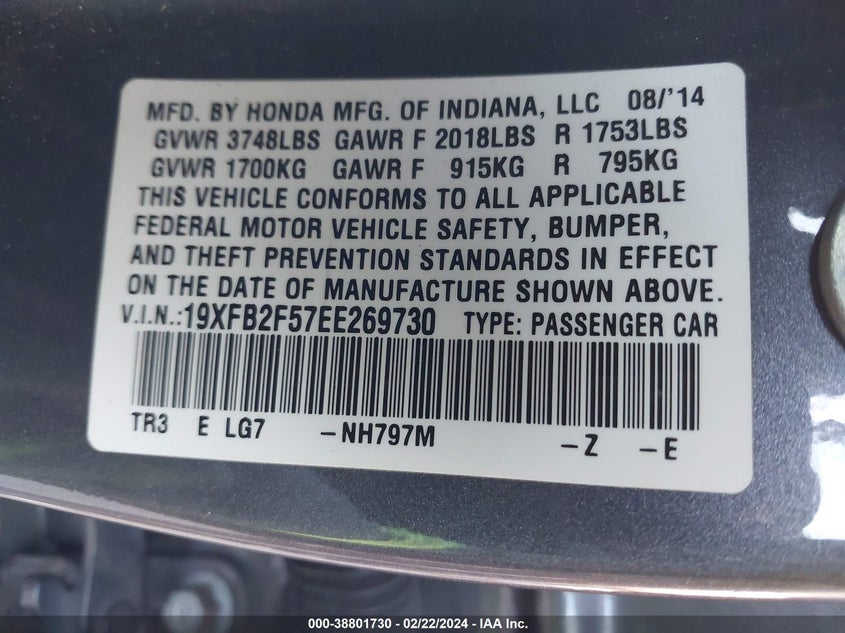 MFD. BY HONDA MFG. OF INDIANA, LLC 08/'14
GVWR 3748LBS GAWR F 2018LBS R 1753LBS
GVWR 1700KG GAWR F 915KG R 795KG
THIS VEHICLE CONFORMS TO ALL APPLICABLE
FEDERAL MOTOR VEHICLE SAFETY, BUMPER,
AND THEFT PREVENTION STANDARDS IN EFFECT
ON THE DATE OF MANUFACTURE SHOWN ABOVE.
V.I.N.:19XFB2F57EE269730 TYPE: PASSENGER CAR
TR3 E LG7 -NH797M -Z -E
000-38801730 - 02/22/2024 - IAA Inc.